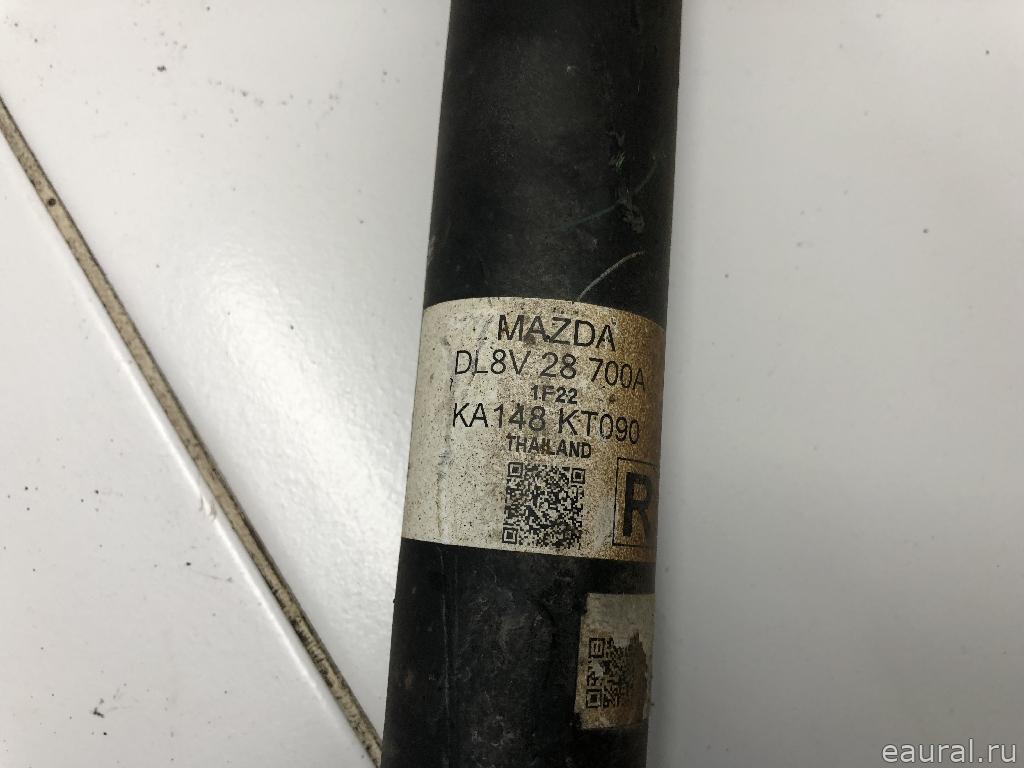 MAZDA
DL8V 28 700A
1F22
KA148 KT090
THAILAND
R
eaural.ru